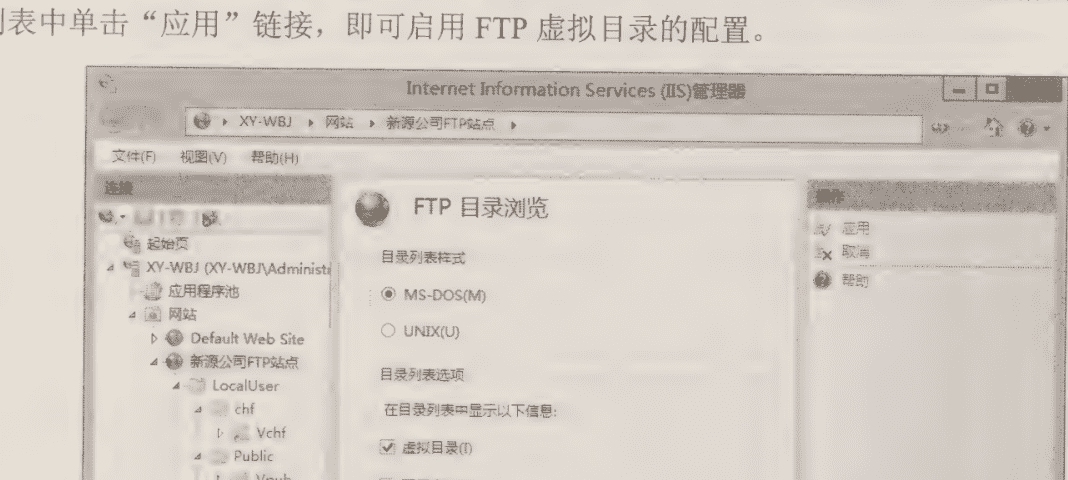 列表中单击“应用”链接，即可启用 FTP 虚拟目录的配置。
Internet Information Services (IIS)管理器
XY-WBJ 网站 新源公司FTP站点
文件(F) 视图(V) 帮助(H)
连接
起始页
XY-WBJ (XY-WBJ\Administr
应用程序池
网站
Default Web Site
新源公司FTP站点
LocalUser
chf
Vchf
Public
Vpub
FTP 目录浏览
目录列表样式
MS-DOS(M)
UNIX(U)
目录列表选项
在目录列表中显示以下信息:
虚拟目录(I)
操作
应用
取消
帮助